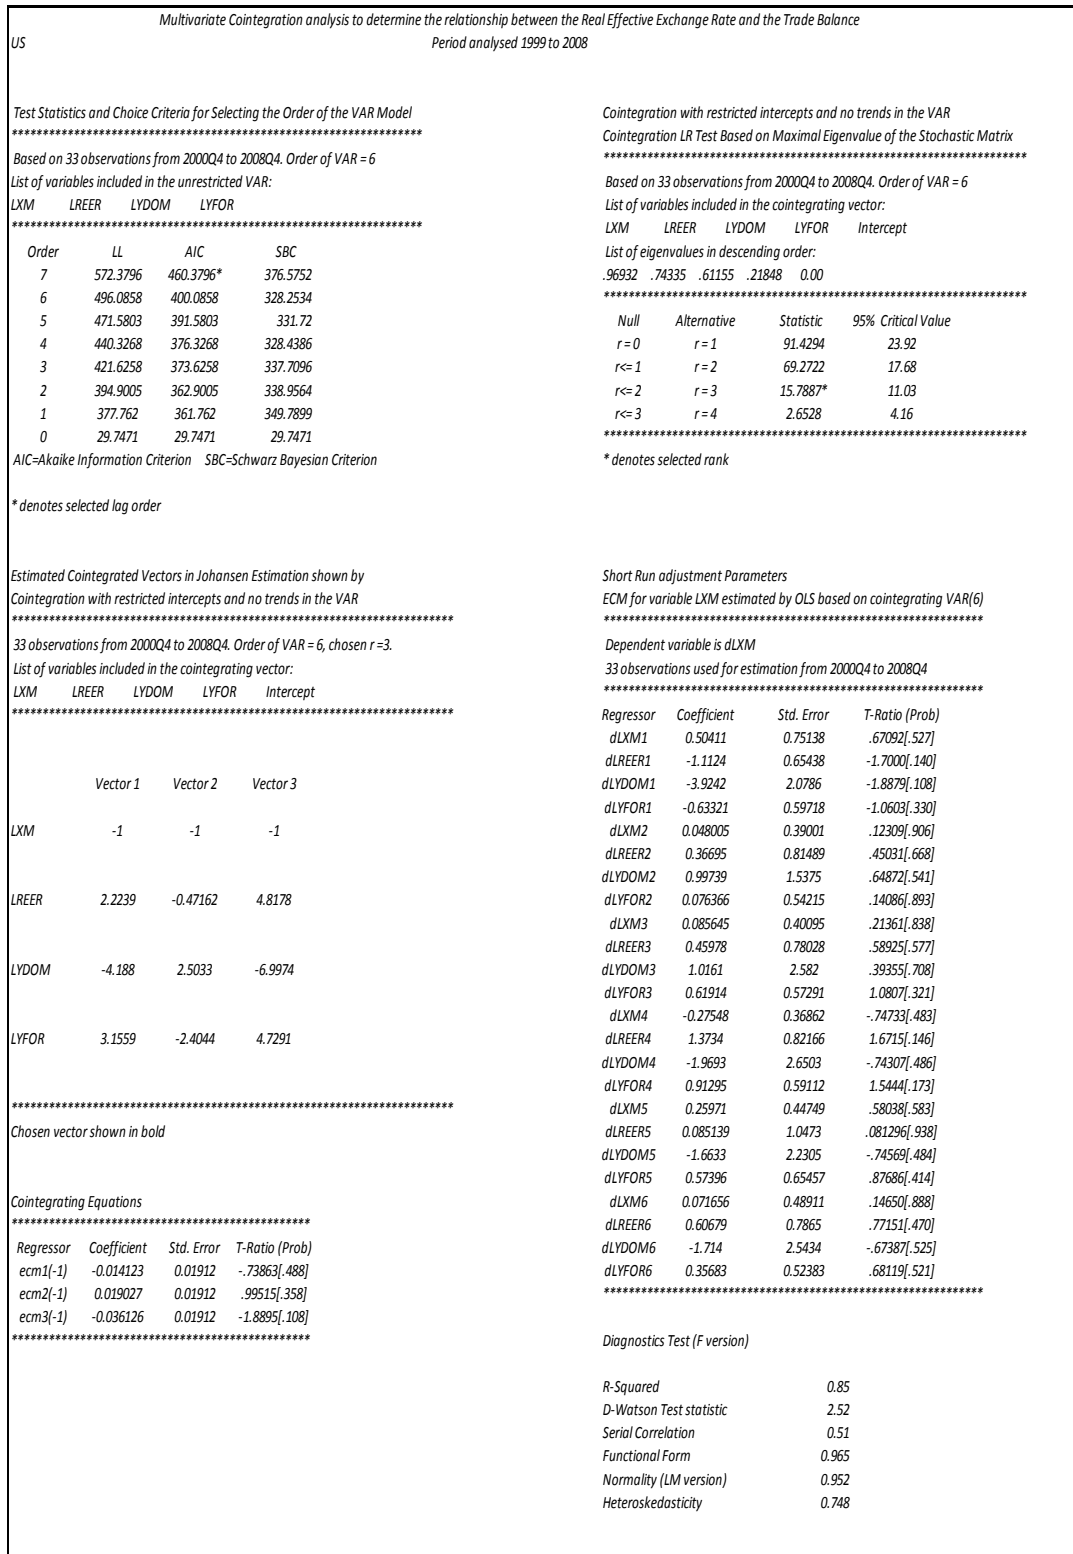 Multivariate Cointegration analysis to determine the relationship between the Real Effective Exchange Rate and the Trade Balance
US Period analysed 1999 to 2008
Test Statistics and Choice Criteria for Selecting the Order of the VAR Model
******************************************************************
Based on 33 observations from 2000Q4 to 2008Q4. Order of VAR = 6
List of variables included in the unrestricted VAR:
LXM LREER LYDOM LYFOR
******************************************************************
Order LL AIC SBC
7 572.3796 460.3796* 376.5752
6 496.0858 400.0858 328.2534
5 471.5803 391.5803 331.72
4 440.3268 376.3268 328.4386
3 421.6258 373.6258 337.7096
2 394.9005 362.9005 338.9564
1 377.762 361.762 349.7899
0 29.7471 29.7471 29.7471
AIC=Akaike Information Criterion SBC=Schwarz Bayesian Criterion
* denotes selected lag order
Cointegration with restricted intercepts and no trends in the VAR
Cointegration LR Test Based on Maximal Eigenvalue of the Stochastic Matrix
********************************************************************
Based on 33 observations from 2000Q4 to 2008Q4. Order of VAR = 6
List of variables included in the cointegrating vector:
LXM LREER LYDOM LYFOR Intercept
List of eigenvalues in descending order:
.96932 .74335 .61155 .21848 0.00
********************************************************************
Null Alternative Statistic 95% Critical Value
r = 0 r = 1 91.4294 23.92
r<= 1 r = 2 69.2722 17.68
r<= 2 r = 3 15.7887* 11.03
r<= 3 r = 4 2.6528 4.16
********************************************************************
* denotes selected rank
Estimated Cointegrated Vectors in Johansen Estimation shown by
Cointegration with restricted intercepts and no trends in the VAR
***********************************************************************
33 observations from 2000Q4 to 2008Q4. Order of VAR = 6, chosen r =3.
List of variables included in the cointegrating vector:
LXM LREER LYDOM LYFOR Intercept
***********************************************************************
Vector 1 Vector 2 Vector 3
LXM -1 -1 -1
LREER 2.2239 -0.47162 4.8178
LYDOM -4.188 2.5033 -6.9974
LYFOR 3.1559 -2.4044 4.7291
***********************************************************************
Chosen vector shown in bold
Cointegrating Equations
************************************************
Regressor Coefficient Std. Error T-Ratio (Prob)
ecm1(-1) -0.014123 0.01912 -.73863[.488]
ecm2(-1) 0.019027 0.01912 .99515[.358]
ecm3(-1) -0.036126 0.01912 -1.8895[.108]
************************************************
Short Run adjustment Parameters
ECM for variable LXM estimated by OLS based on cointegrating VAR(6)
*************************************************************
Dependent variable is dLXM
33 observations used for estimation from 2000Q4 to 2008Q4
*************************************************************
Regressor Coefficient Std. Error T-Ratio (Prob)
dLXM1 0.50411 0.75138 .67092[.527]
dLREER1 -1.1124 0.65438 -1.7000[.140]
dLYDOM1 -3.9242 2.0786 -1.8879[.108]
dLYFOR1 -0.63321 0.59718 -1.0603[.330]
dLXM2 0.048005 0.39001 .12309[.906]
dLREER2 0.36695 0.81489 .45031[.668]
dLYDOM2 0.99739 1.5375 .64872[.541]
dLYFOR2 0.076366 0.54215 .14086[.893]
dLXM3 0.085645 0.40095 .21361[.838]
dLREER3 0.45978 0.78028 .58925[.577]
dLYDOM3 1.0161 2.582 .39355[.708]
dLYFOR3 0.61914 0.57291 1.0807[.321]
dLXM4 -0.27548 0.36862 -.74733[.483]
dLREER4 1.3734 0.82166 1.6715[.146]
dLYDOM4 -1.9693 2.6503 -.74307[.486]
dLYFOR4 0.91295 0.59112 1.5444[.173]
dLXM5 0.25971 0.44749 .58038[.583]
dLREER5 0.085139 1.0473 .081296[.938]
dLYDOM5 -1.6633 2.2305 -.74569[.484]
dLYFOR5 0.57396 0.65457 .87686[.414]
dLXM6 0.071656 0.48911 .14650[.888]
dLREER6 0.60679 0.7865 .77151[.470]
dLYDOM6 -1.714 2.5434 -.67387[.525]
dLYFOR6 0.35683 0.52383 .68119[.521]
*************************************************************
Diagnostics Test (F version)
R-Squared 0.85
D-Watson Test statistic 2.52
Serial Correlation 0.51
Functional Form 0.965
Normality (LM version) 0.952
Heteroskedasticity 0.748